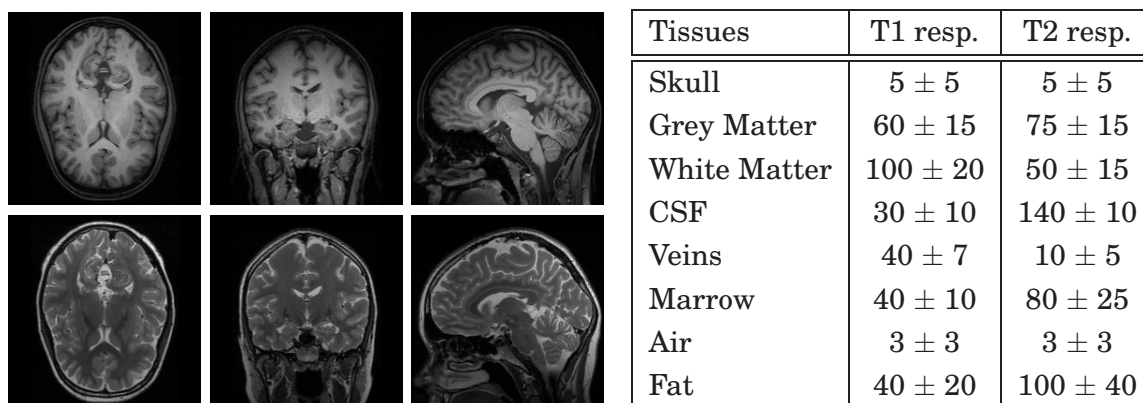 Tissues T1 resp. T2 resp.
Skull 5 ± 5 5 ± 5
Grey Matter 60 ± 15 75 ± 15
White Matter 100 ± 20 50 ± 15
CSF 30 ± 10 140 ± 10
Veins 40 ± 7 10 ± 5
Marrow 40 ± 10 80 ± 25
Air 3 ± 3 3 ± 3
Fat 40 ± 20 100 ± 40